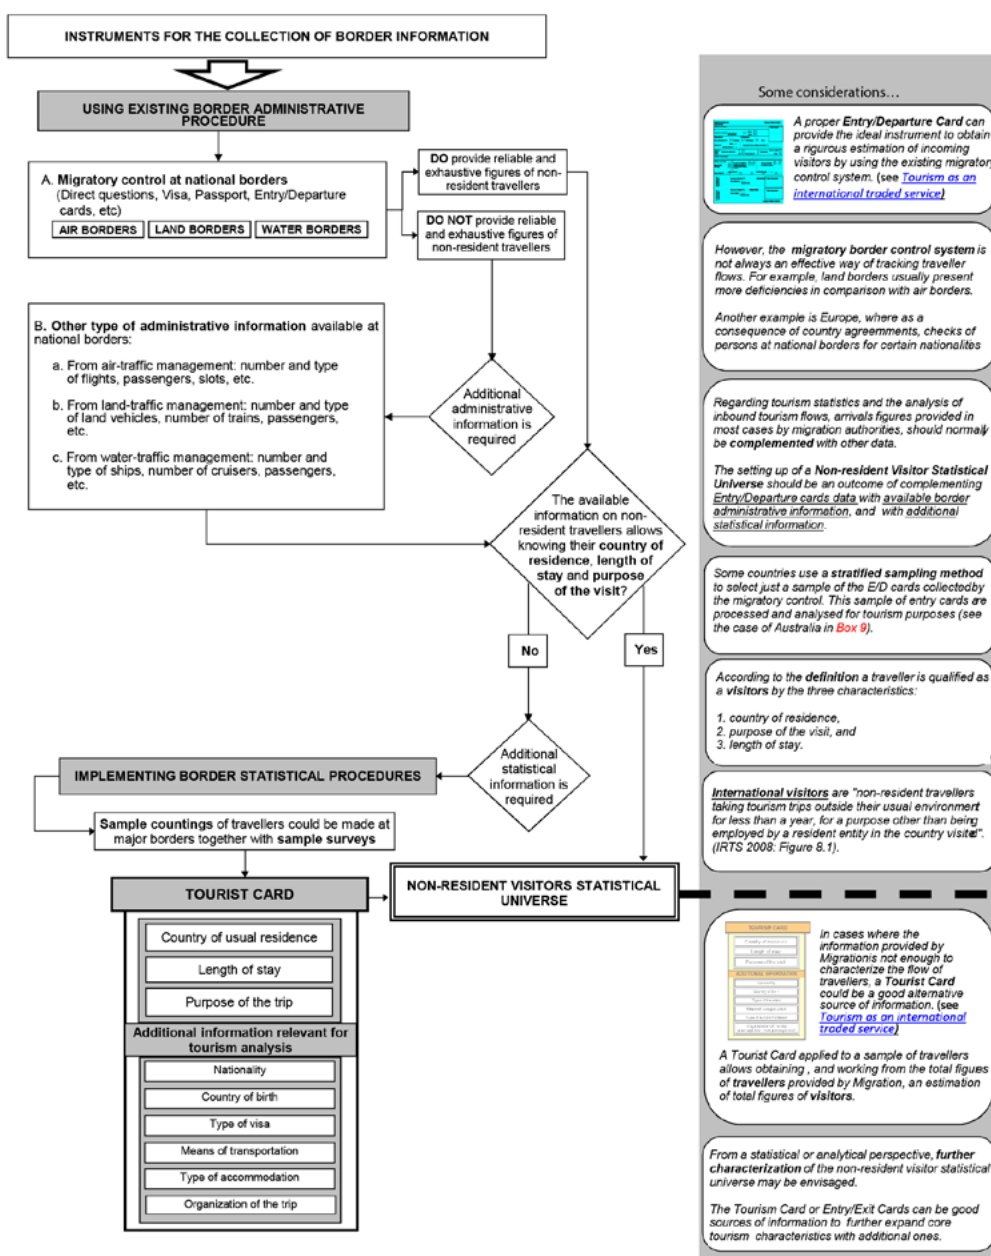 INSTRUMENTS FOR THE COLLECTION OF BORDER INFORMATION
USING EXISTING BORDER ADMINISTRATIVE
PROCEDURE
A. Migratory control at national borders
(Direct questions, Visa, Passport, Entry/Departure
cards, etc)
AIR BORDERS
LAND BORDERS
WATER BORDERS
DO provide reliable and
exhaustive figures of non-
resident travellers
DO NOT provide reliable
and exhaustive figures of
non-resident travellers
B. Other type of administrative information available at
national borders:
a. From air-traffic management: number and type
of flights, passengers, slots, etc.
b. From land-traffic management: number and type
of land vehicles, number of trains, passengers,
etc.
c. From water-traffic management: number and
type of ships, number of cruisers, passengers,
etc.
Additional
administrative
information is
required
The available
information on non-
resident travellers allows
knowing their country of
residence, length of
stay and purpose
of the visit?
No
Yes
Additional
statistical
information is
required
IMPLEMENTING BORDER STATISTICAL PROCEDURES
Sample countings of travellers could be made at
major borders together with sample surveys
TOURIST CARD
Country of usual residence
Length of stay
Purpose of the trip
Additional information relevant for
tourism analysis
Nationality
Country of birth
Type of visa
Means of transportation
Type of accommodation
Organization of the trip
NON-RESIDENT VISITORS STATISTICAL
UNIVERSE
Some considerations...
A proper Entry/Departure Card can
provide the ideal instrument to obtain
a rigurous estimation of incoming
visitors by using the existing migratory
control system. (see Tourism as an
international traded service)
However, the migratory border control system is
not always an effective way of tracking traveller
flows. For example, land borders usually present
more deficiencies in comparison with air borders.
Another example is Europe, where as a
consequence of country agreemments, checks of
persons at national borders for certain nationalities
Regarding tourism statistics and the analysis of
inbound tourism flows, arrivals figures provided in
most cases by migration authorities, should normally
be complemented with other data.
The setting up of a Non-resident Visitor Statistical
Universe should be an outcome of complementing
Entry/Departure cards data with available border
administrative information, and with additional
statistical information.
Some countries use a stratified sampling method
to select just a sample of the E/D cards collected by
the migratory control. This sample of entry cards are
processed and analysed for tourism purposes (see
the case of Australia in Box 9).
According to the definition a traveller is qualified as
a visitors by the three characteristics:
1. country of residence,
2. purpose of the visit, and
3. length of stay.
International visitors are "non-resident travellers
taking tourism trips outside their usual environment
for less than a year, for a purpose other than being
employed by a resident entity in the country visited".
(IRTS 2008: Figure 8.1).
TOURIST CARD
In cases where the
information provided by
Migrationis not enough to
characterize the flow of
travellers, a Tourist Card
could be a good alternative
source of information. (see
Tourism as an international
traded service)
A Tourist Card applied to a sample of travellers
allows obtaining , and working from the total figures
of travellers provided by Migration, an estimation
of total figures of visitors.
From a statistical or analytical perspective, further
characterization of the non-resident visitor statistical
universe may be envisaged.
The Tourism Card or Entry/Exit Cards can be good
sources of information to further expand core
tourism characteristics with additional ones.